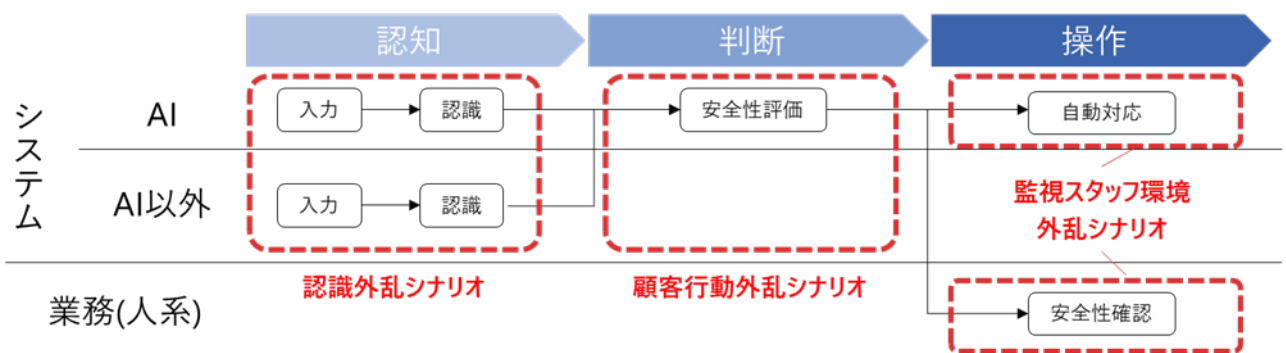 認知
判断
操作
システム
AI
入力
認識
安全性評価
自動対応
AI以外
入力
認識
監視スタッフ環境
外乱シナリオ
認識外乱シナリオ
顧客行動外乱シナリオ
業務(人系)
安全性確認